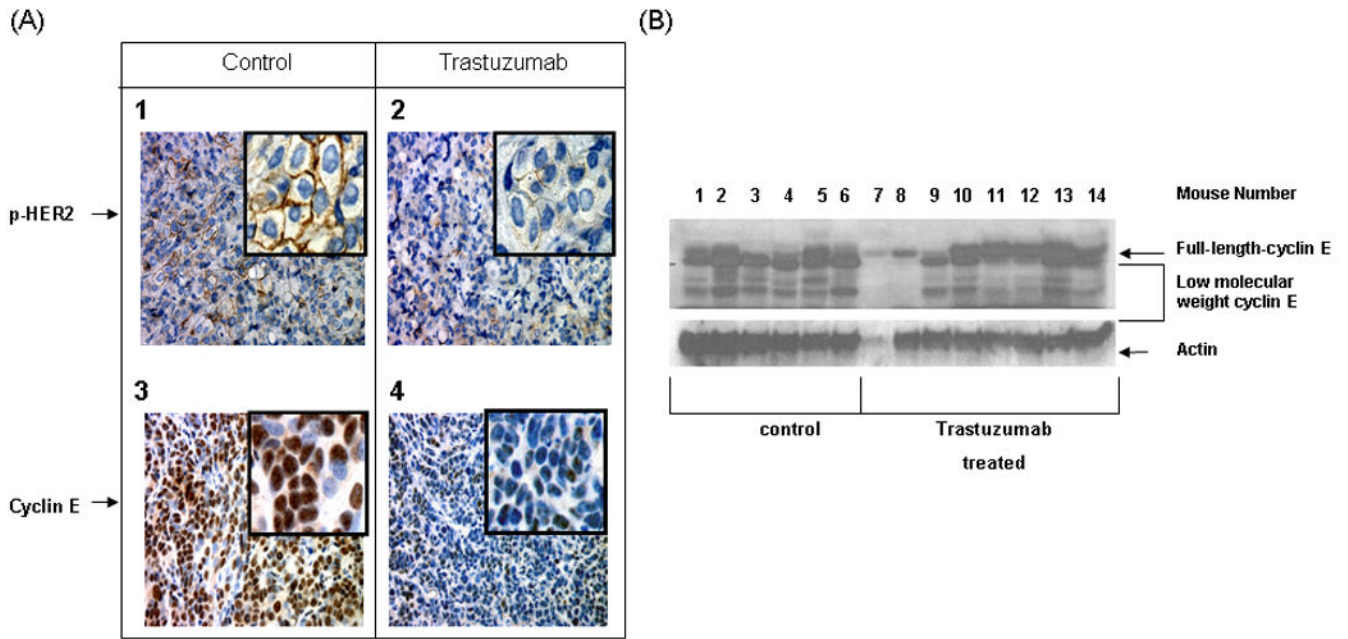 (A)
Control Trastuzumab
1 2
p-HER2
3 4
Cyclin E
(B)
1 2 3 4 5 6 7 8 9 10 11 12 13 14 Mouse Number
Full-length-cyclin E
Low molecular
weight cyclin E
Actin
control Trastuzumab
treated